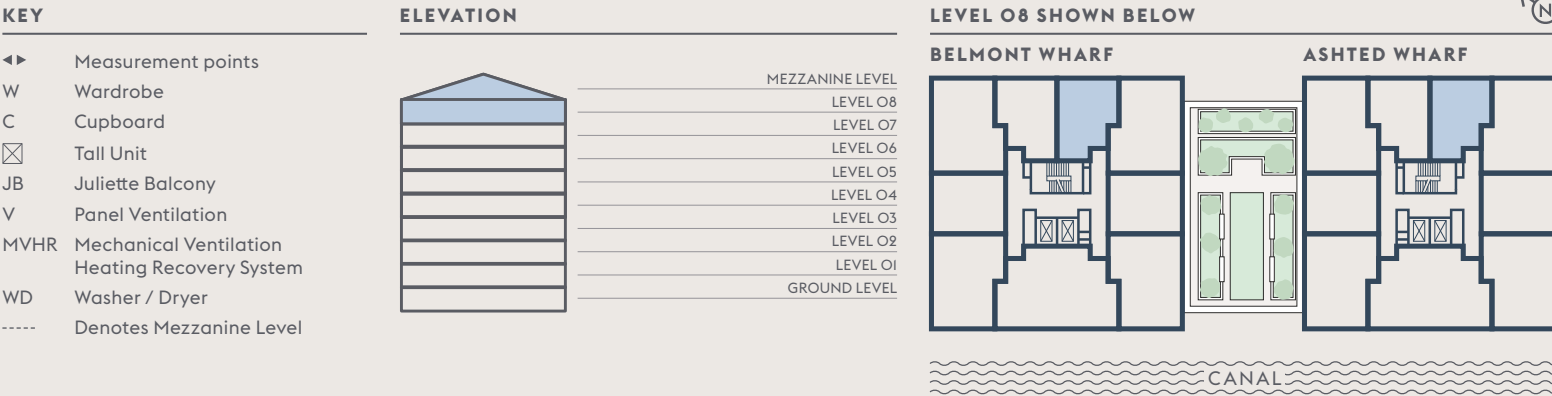 KEY
Measurement points
W Wardrobe
C Cupboard
Tall Unit
JB Juliette Balcony
V Panel Ventilation
MVHR Mechanical Ventilation
Heating Recovery System
WD Washer / Dryer
----- Denotes Mezzanine Level
ELEVATION
MEZZANINE LEVEL
LEVEL 08
LEVEL 07
LEVEL 06
LEVEL 05
LEVEL 04
LEVEL 03
LEVEL 02
LEVEL 01
GROUND LEVEL
LEVEL 08 SHOWN BELOW
N
BELMONT WHARF
ASHTED WHARF
CANAL